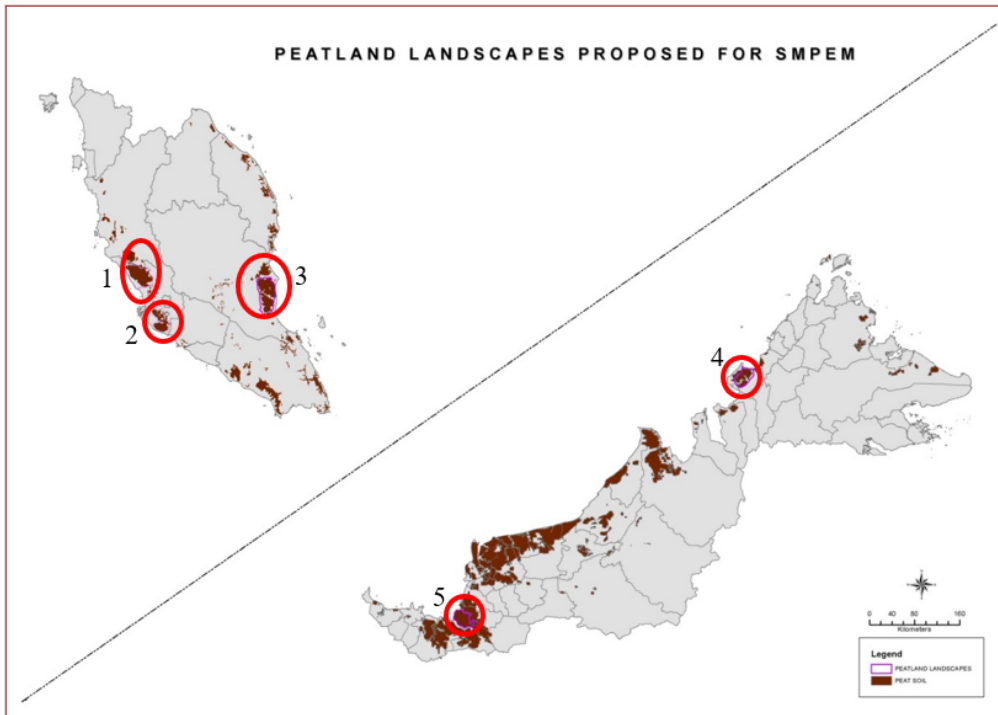 PEATLAND LANDSCAPES PROPOSED FOR SMPEM
1
3
2
4
5
0 40 80 160
Kilometers
Legend
PEATLAND LANDSCAPES
PEAT SOIL